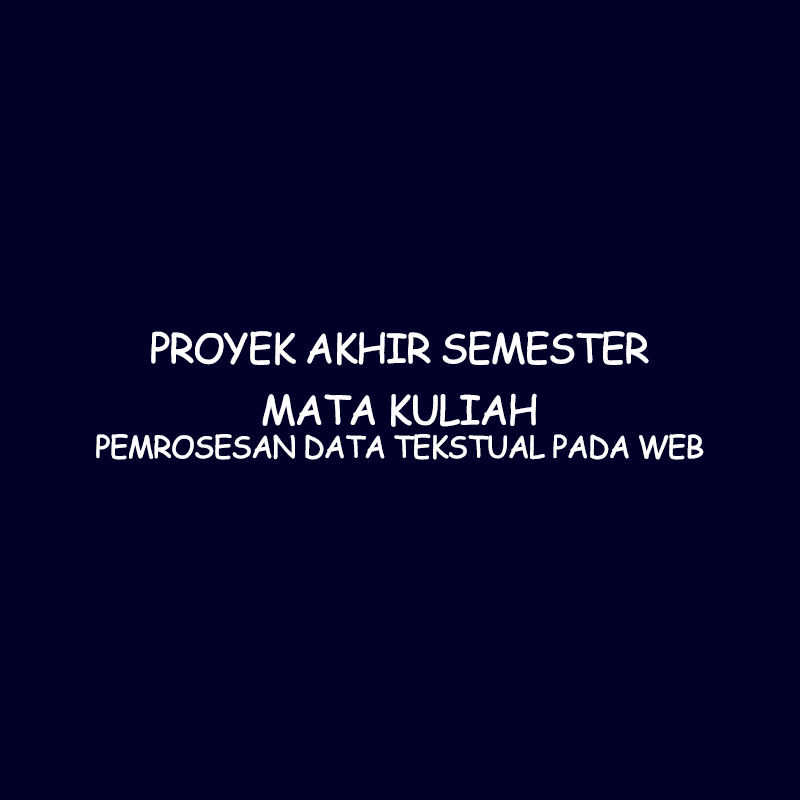 PROYEK AKHIR SEMESTER
MATA KULIAH
PEMROSESAN DATA TEKSTUAL PADA WEB